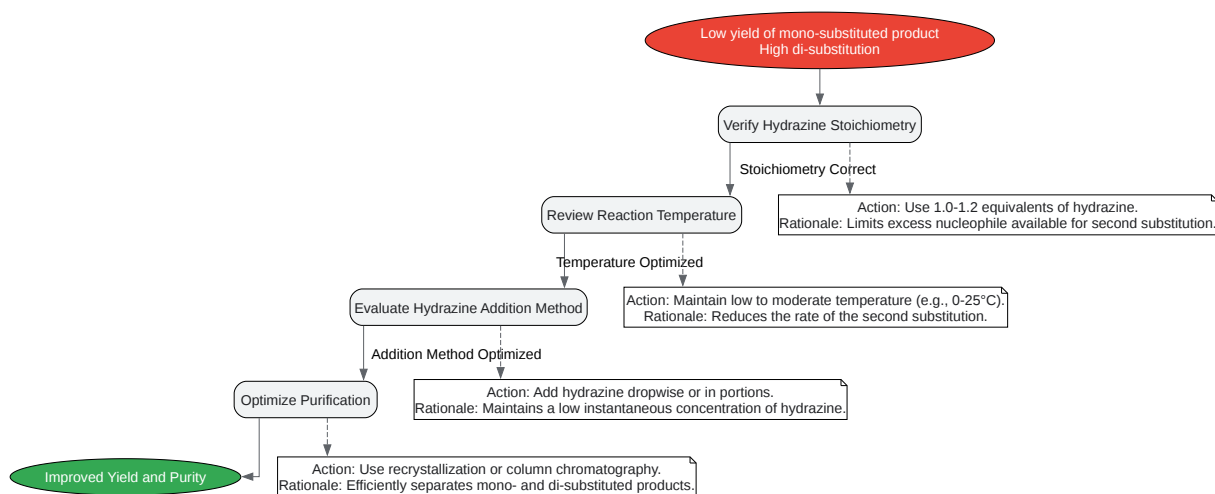 Low yield of mono-substituted product
High di-substitution
Verify Hydrazine Stoichiometry
Stoichiometry Correct
Action: Use 1.0-1.2 equivalents of hydrazine.
Rationale: Limits excess nucleophile available for second substitution.
Review Reaction Temperature
Temperature Optimized
Action: Maintain low to moderate temperature (e.g., 0-25°C).
Rationale: Reduces the rate of the second substitution.
Evaluate Hydrazine Addition Method
Addition Method Optimized
Action: Add hydrazine dropwise or in portions.
Rationale: Maintains a low instantaneous concentration of hydrazine.
Optimize Purification
Action: Use recrystallization or column chromatography.
Rationale: Efficiently separates mono- and di-substituted products.
Improved Yield and Purity